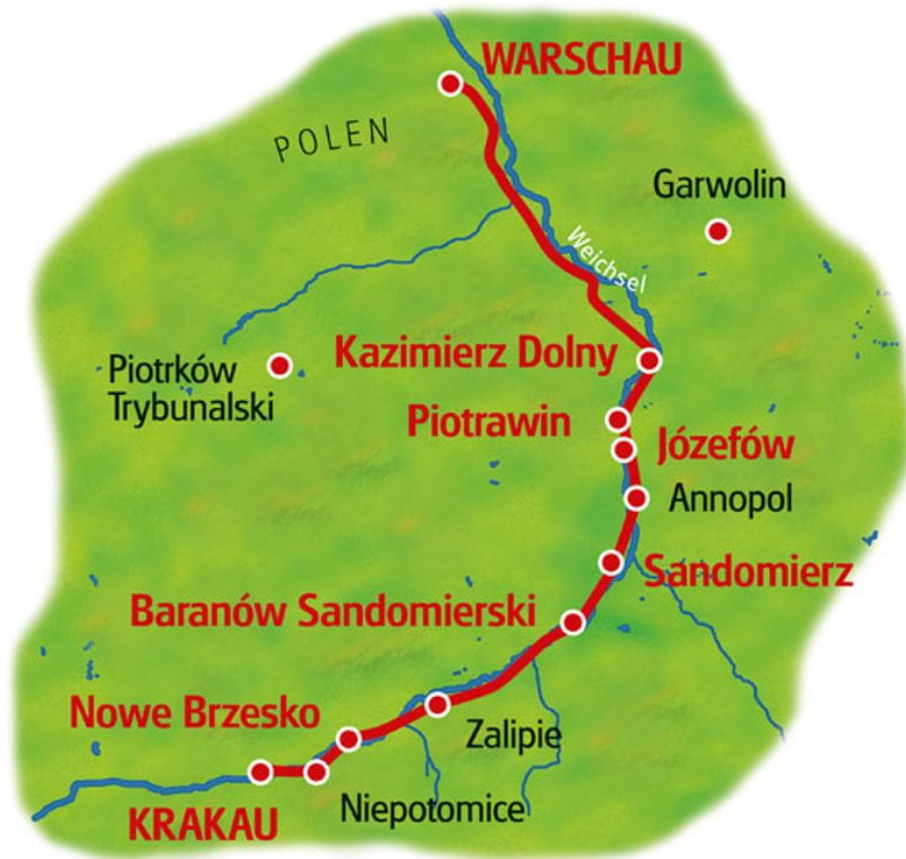 WARSCHAU
POLEN
Garwolin
Weichsel
Kazimierz Dolny
Piotrków
Trybunalski
Piotrawin
Józefów
Annopol
Sandomierz
Baranów Sandomierski
Nowe Brzesko
Zalipie
Niepotomice
KRAKAU